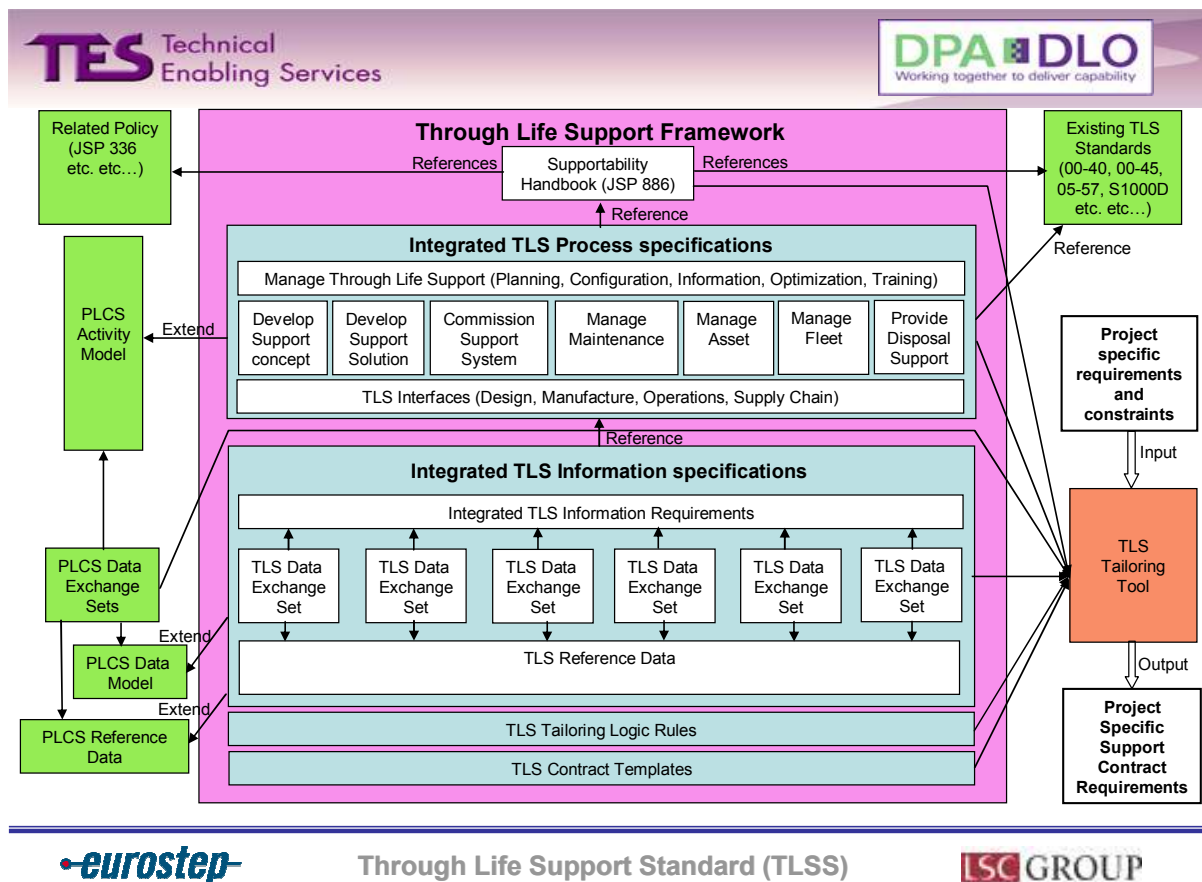 TES Technical
Enabling Services
DPA DLO
Working together to deliver capability
Related Policy
(JSP 336
etc. etc…)
Through Life Support Framework
References
Supportability
Handbook (JSP 886)
References
Existing TLS
Standards
(00-40, 00-45,
05-57, S1000D
etc. etc…)
Reference
Reference
Integrated TLS Process specifications
Manage Through Life Support (Planning, Configuration, Information, Optimization, Training)
PLCS
Activity
Model
Extend
Develop
Support
concept
Develop
Support
Solution
Commission
Support
System
Manage
Maintenance
Manage
Asset
Manage
Fleet
Provide
Disposal
Support
TLS Interfaces (Design, Manufacture, Operations, Supply Chain)
Project
specific
requirements
and
constraints
Input
Reference
Integrated TLS Information specifications
Integrated TLS Information Requirements
PLCS Data
Exchange
Sets
TLS Data
Exchange
Set
TLS Data
Exchange
Set
TLS Data
Exchange
Set
TLS Data
Exchange
Set
TLS Data
Exchange
Set
TLS Data
Exchange
Set
TLS
Tailoring
Tool
Extend
PLCS Data
Model
TLS Reference Data
Output
Extend
PLCS Reference
Data
TLS Tailoring Logic Rules
TLS Contract Templates
Project
Specific
Support
Contract
Requirements
eurostep
Through Life Support Standard (TLSS)
LSC GROUP